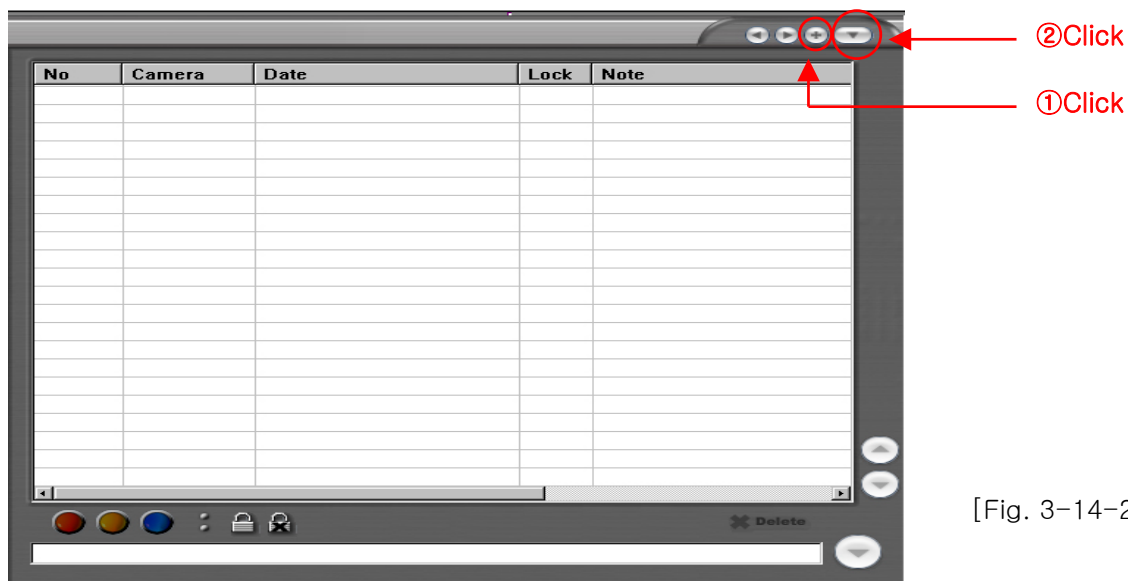 ②Click
①Click
No Camera Date Lock Note
[Fig. 3-14-2
Delete